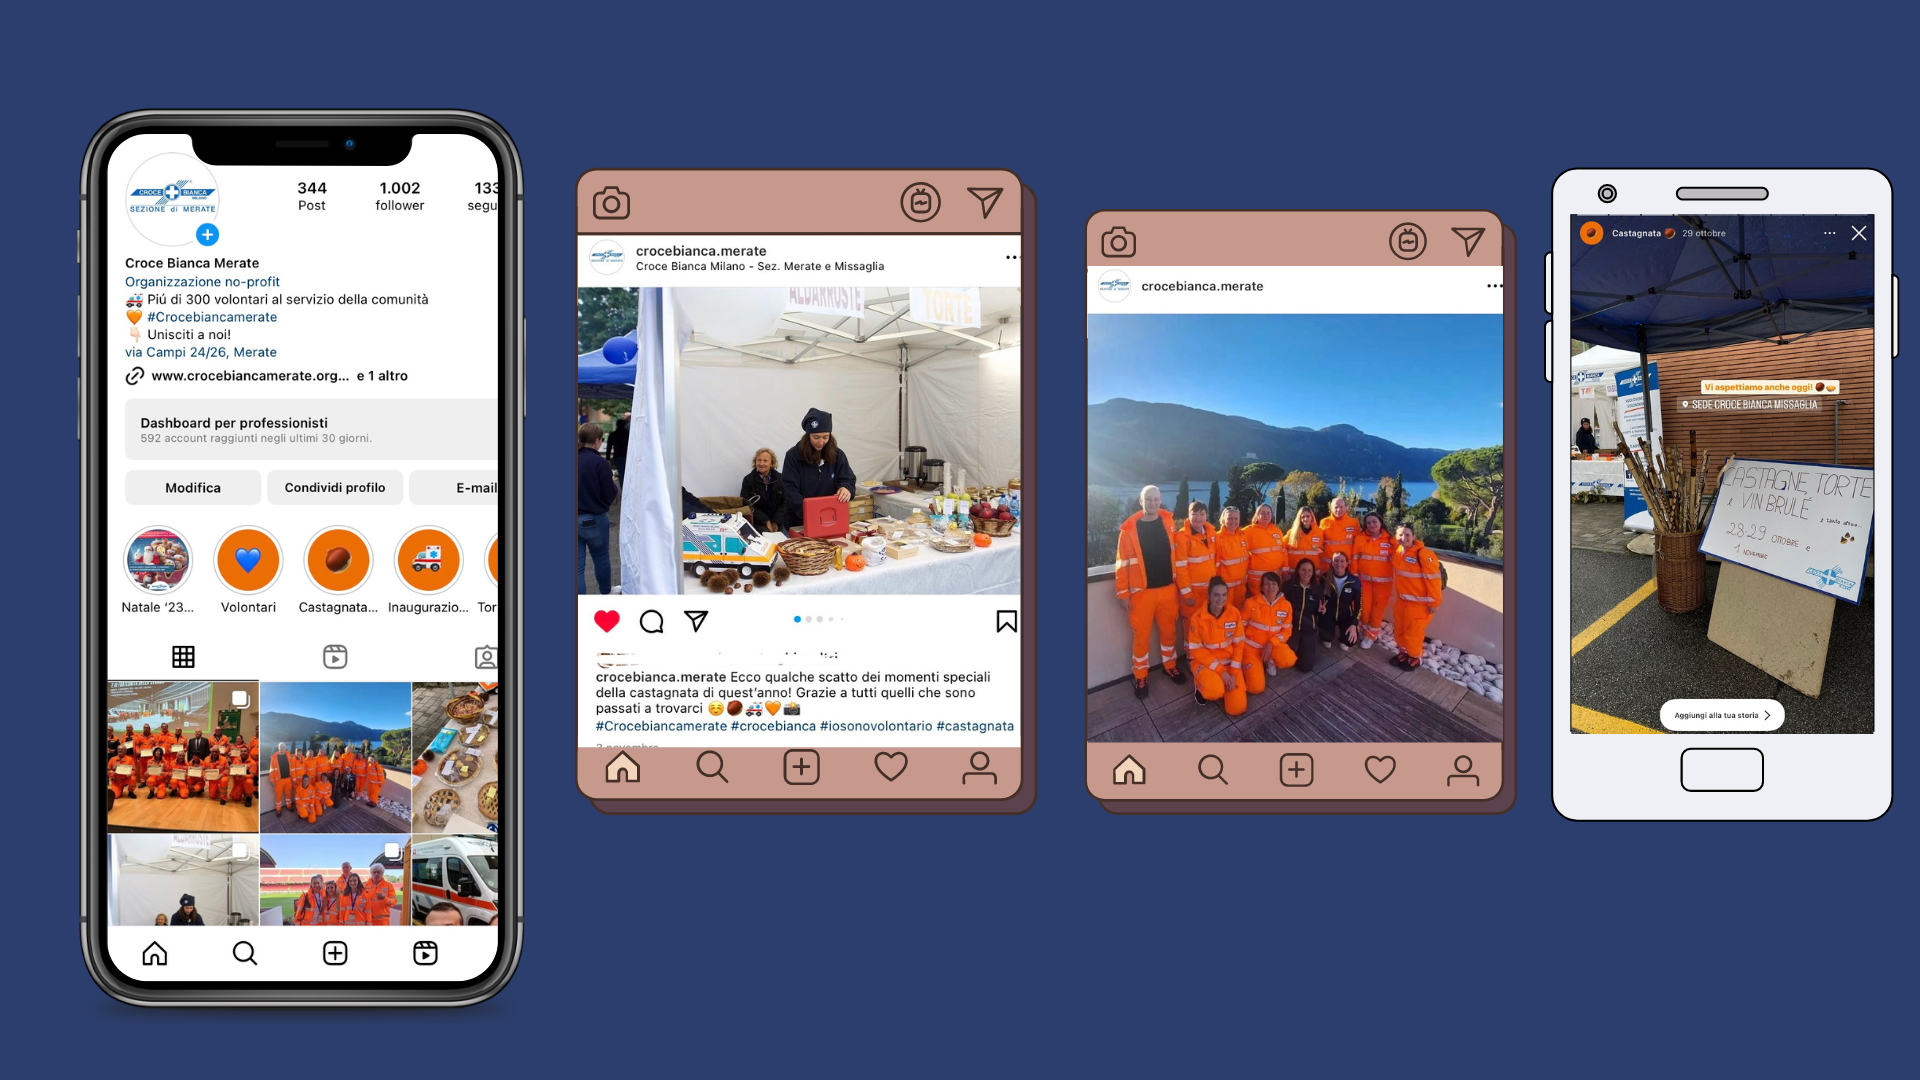 CROCE BIANCA
MILANO
SEZIONE di MERATE
344
Post
1.002
follower
133
segu
Croce Bianca Merate
Organizzazione no-profit
🚑 Piú di 300 volontari al servizio della comunità
🧡 #Crocebiancamerate
👇🏻 Unisciti a noi!
via Campi 24/26, Merate
www.crocebiancamerate.org... e 1 altro
Dashboard per professionisti
592 account raggiunti negli ultimi 30 giorni.
Modifica
Condividi profilo
E-mail
Natale ‘23...
Volontari
Castagnata...
Inaugurazio...
Tor
crocebianca.merate
Croce Bianca Milano - Sez. Merate e Missaglia
CALDARROSTE
TORTE
crocebianca.merate Ecco qualche scatto dei momenti speciali
della castagnata di quest'anno! Grazie a tutti quelli che sono
passati a trovarci ☺️🌰🚑🧡📸
#Crocebiancamerate #crocebianca #iosonovolontario #castagnata
crocebianca.merate
Castagnata 🌰 29 ottobre
Vi aspettiamo anche oggi! 🌰🥧
SEDE CROCE BIANCA MISSAGLIA
CASTAGNE, TORTE
e VIN BRULÉ
e tanto altro...
28-29 OTTOBRE e
1 NOVEMBRE
Aggiungi alla tua storia